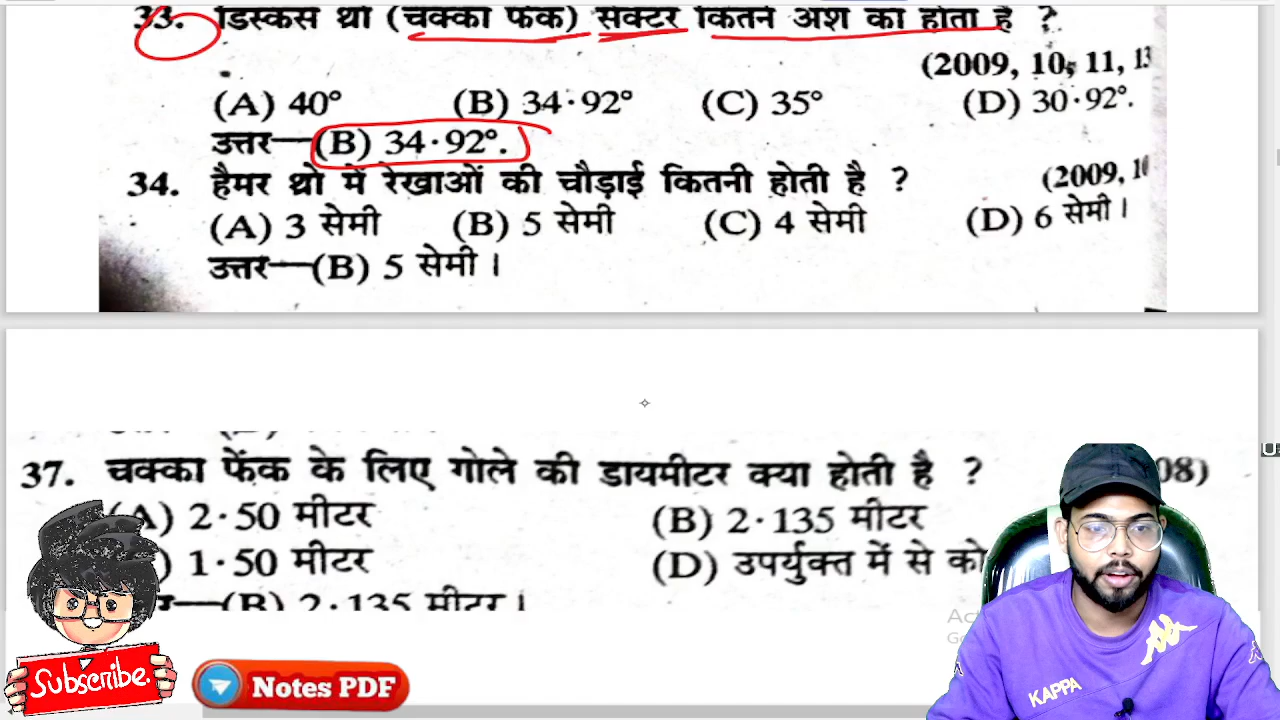 33. डिस्कस थ्रो (चक्का फेंक) सेक्टर कितने अंश का होता है ?
(2009, 10, 11, 13
(A) 40° (B) 34·92° (C) 35° (D) 30·92°.
उत्तर—(B) 34·92°.
34. हैमर थ्रो में रेखाओं की चौड़ाई कितनी होती है ?
(2009, 10
(A) 3 सेमी (B) 5 सेमी (C) 4 सेमी (D) 6 सेमी।
उत्तर—(B) 5 सेमी।
37. चक्का फेंक के लिए गोले की डायमीटर क्या होती है ?
08)
(A) 2·50 मीटर (B) 2·135 मीटर
) 1·50 मीटर (D) उपर्युक्त में से को
—(B) 2·135 मीटर।
Subscribe.
Notes PDF
KAPPA